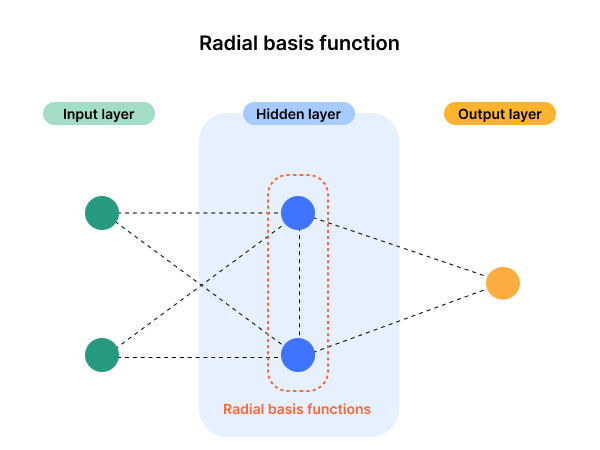 Radial basis function
Input layer
Hidden layer
Output layer
Radial basis functions